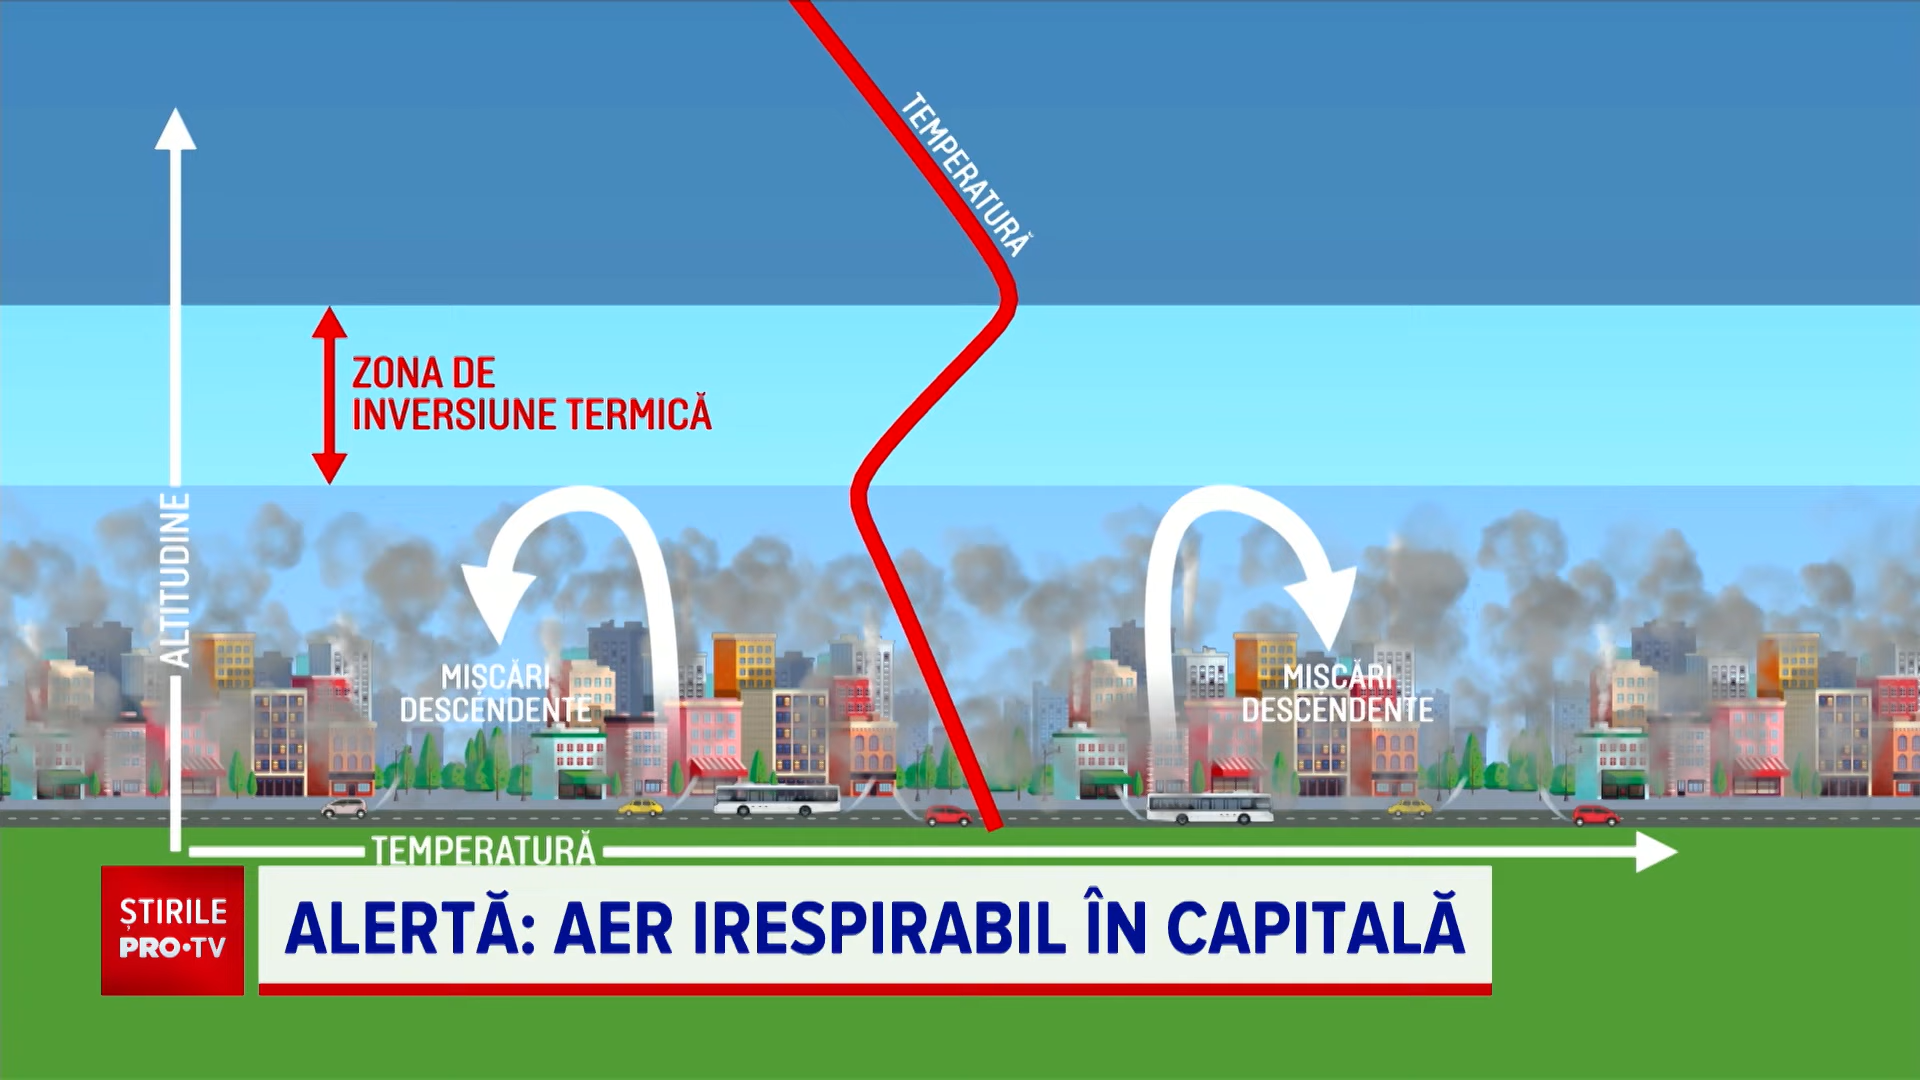 TEMPERATURĂ
ZONA DE
INVERSIUNE TERMICĂ
ALTITUDINE
MIȘCĂRI
DESCENDENTE
MIȘCĂRI
DESCENDENTE
TEMPERATURĂ
ȘTIRILE
PRO•TV
ALERTĂ: AER IRESPIRABIL ÎN CAPITALĂ